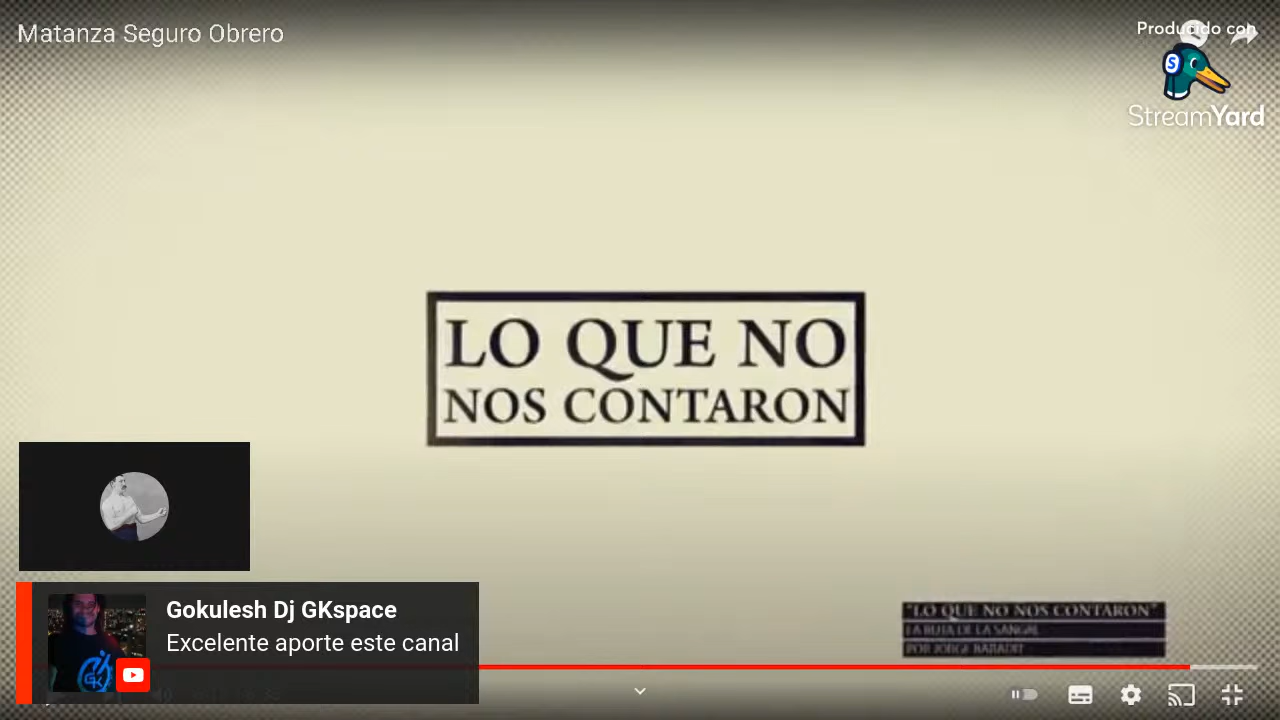 Matanza Seguro Obrero
Producido con
StreamYard
LO QUE NO
NOS CONTARON
Gokulesh Dj GKspace
Excelente aporte este canal
"LO QUE NO NOS CONTARON"
LA RUTA DE LA SANGRE
POR JORGE BARADIT